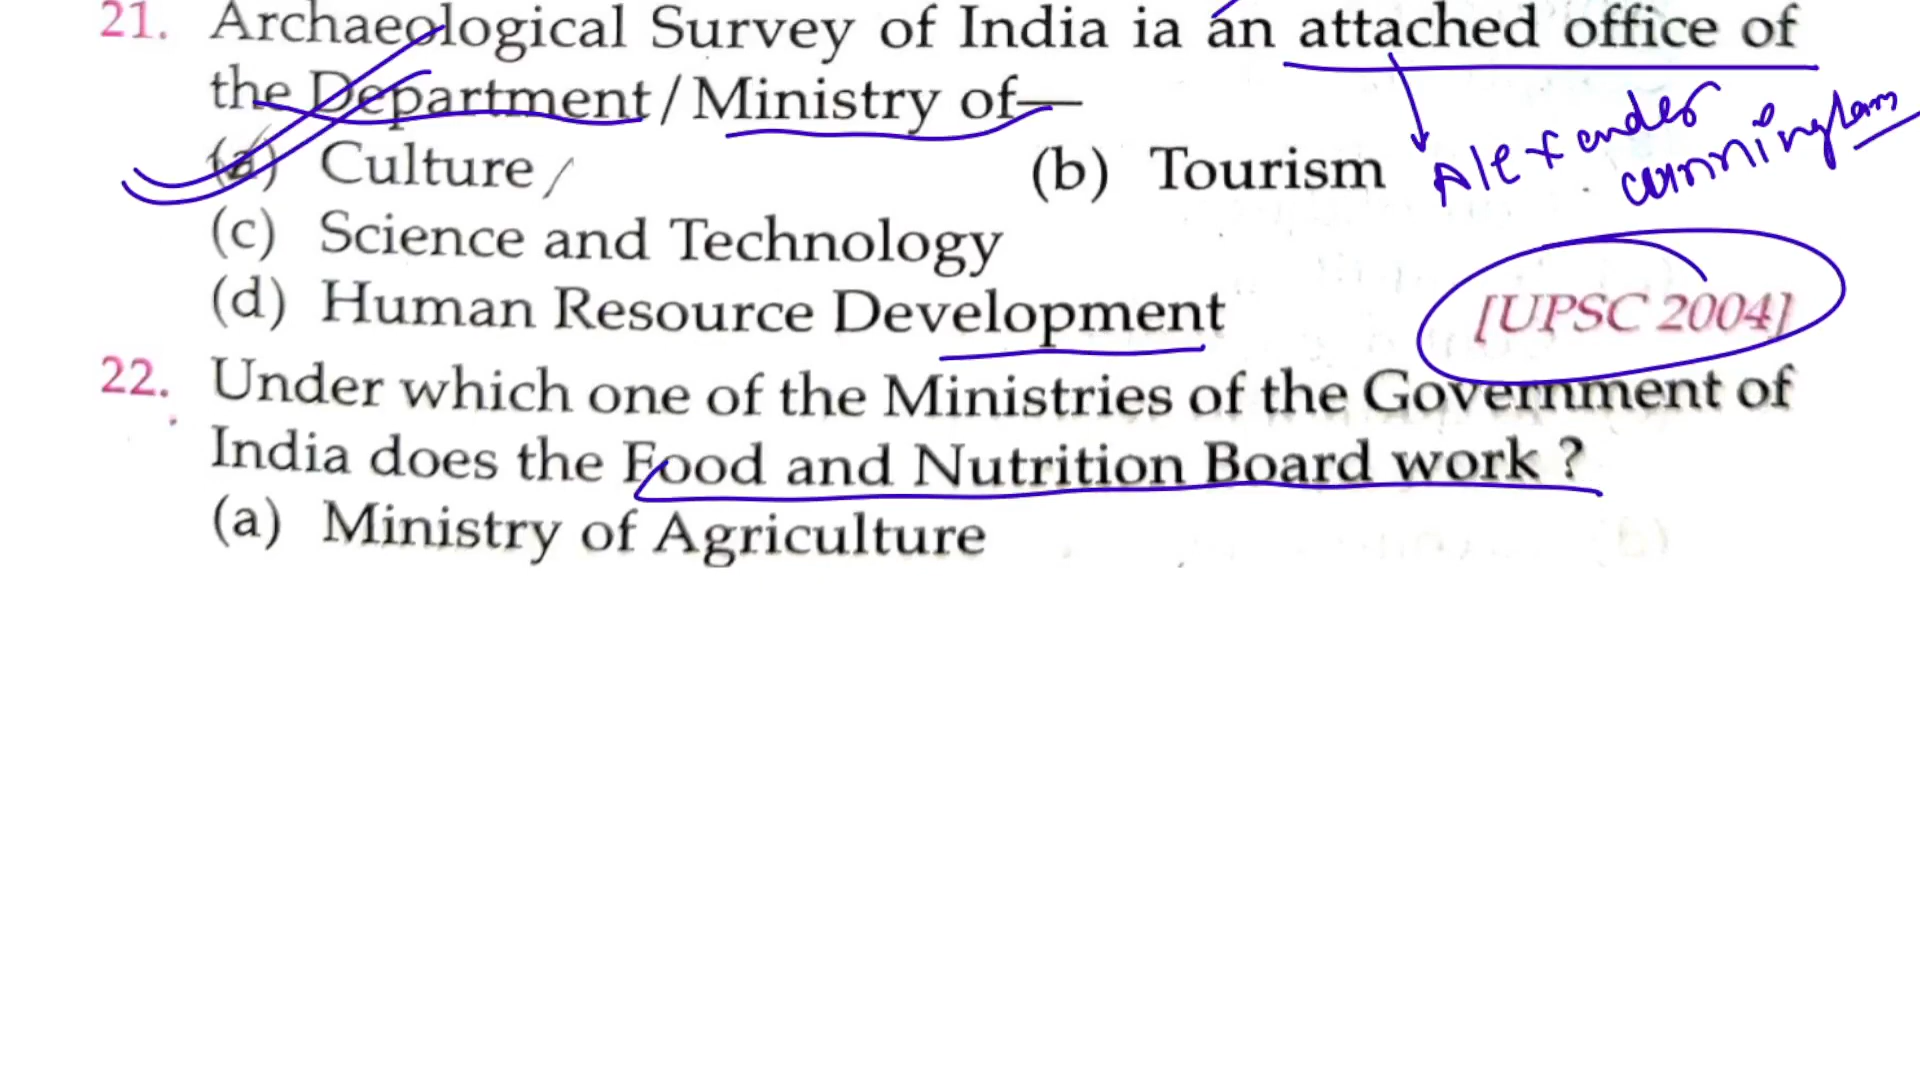 21. Archaeological Survey of India ia an attached office of
the Department / Ministry of—
(a) Culture
(b) Tourism
Alexander
cunningham
(c) Science and Technology
(d) Human Resource Development
[UPSC 2004]
22. Under which one of the Ministries of the Government of
India does the Food and Nutrition Board work ?
(a) Ministry of Agriculture